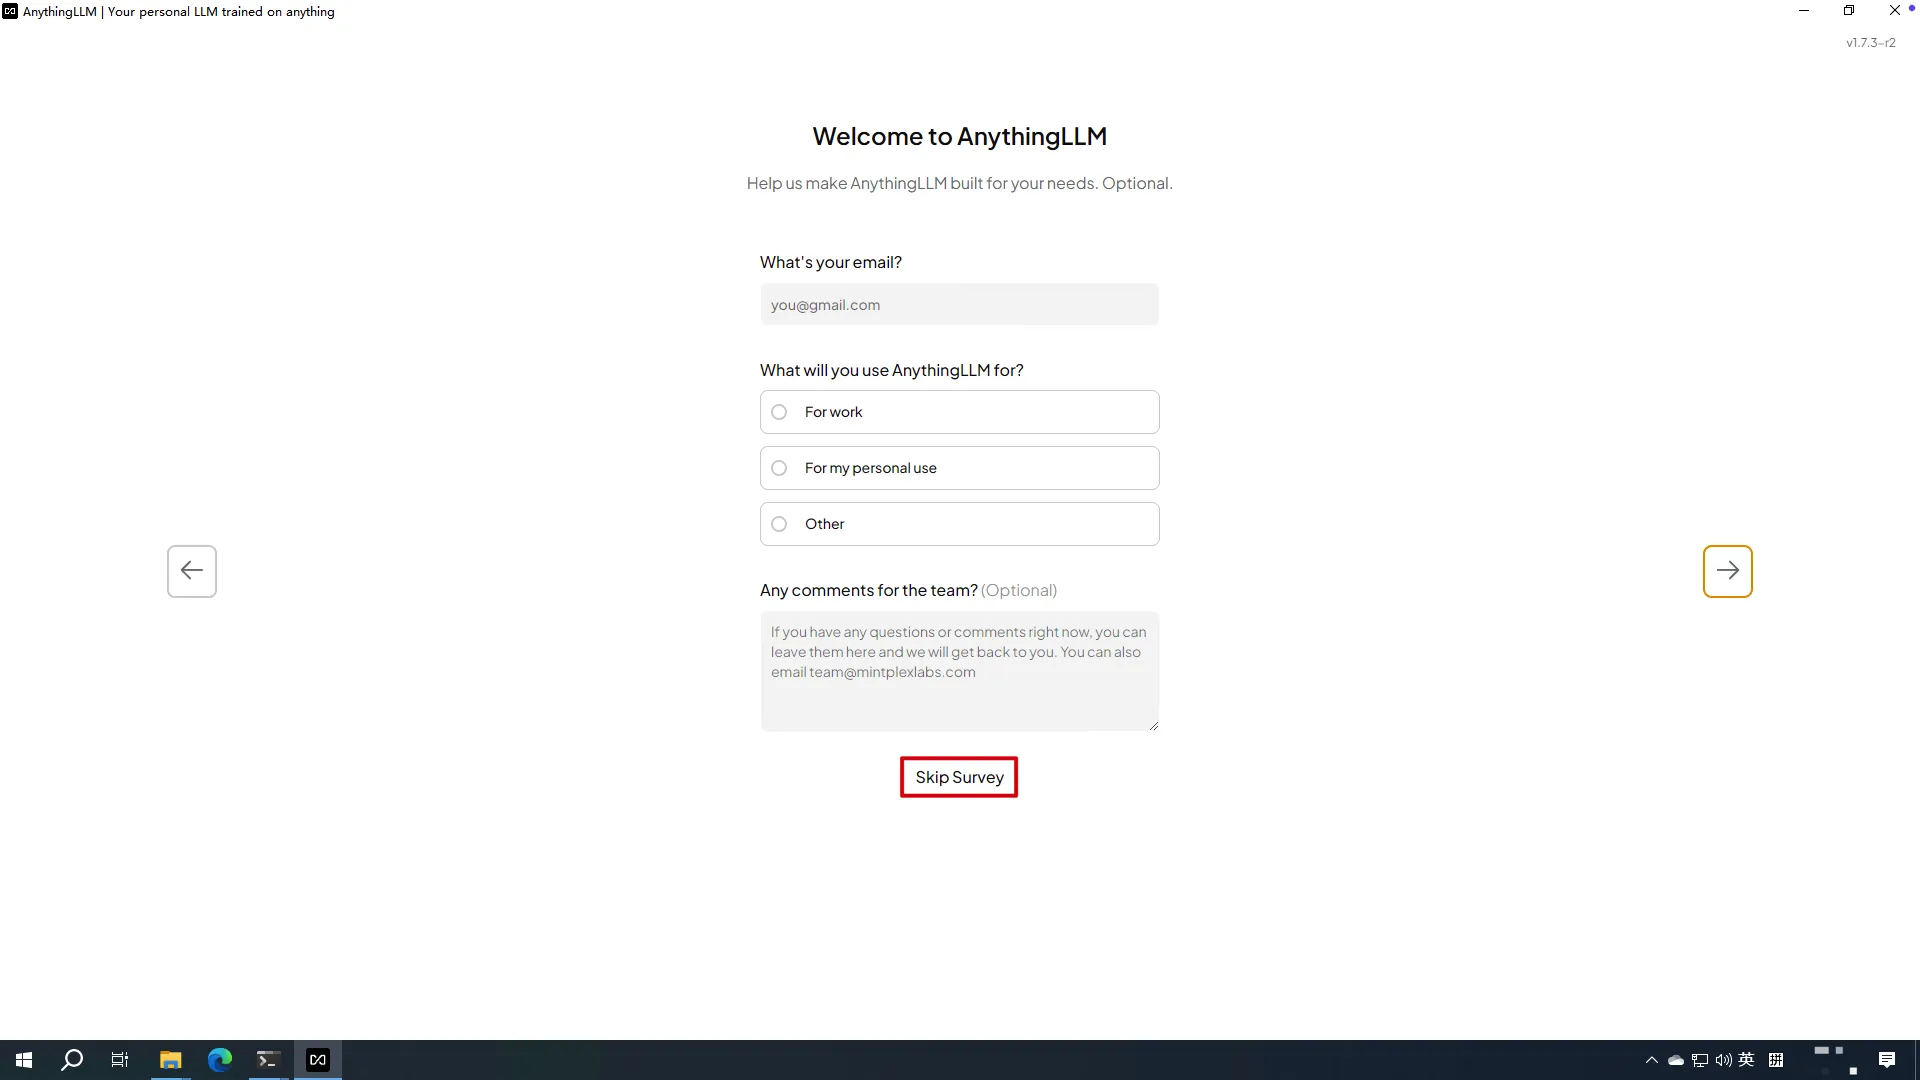 AnythingLLM | Your personal LLM trained on anything
v1.7.3-r2
Welcome to AnythingLLM
Help us make AnythingLLM built for your needs. Optional.
What's your email?
you@gmail.com
What will you use AnythingLLM for?
For work
For my personal use
Other
Any comments for the team? (Optional)
If you have any questions or comments right now, you can
leave them here and we will get back to you. You can also
email team@mintplexlabs.com
Skip Survey
英
拼